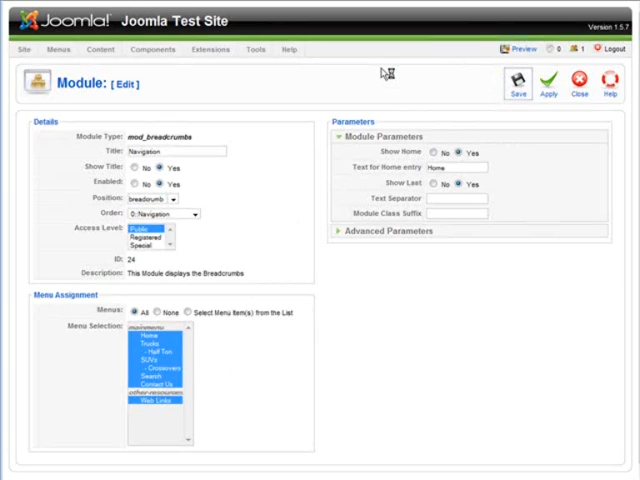 Joomla! Joomla Test Site
Version 1.5.7
Site Menus Content Components Extensions Tools Help Preview 0 1 Logout
Module: [ Edit ] Save Apply Close Help
Details
Module Type: mod_breadcrumbs
Title: Navigation
Show Title: No Yes
Enabled: No Yes
Position: breadcrumb
Order: 0::Navigation
Access Level: Public
Registered
Special
ID: 24
Description: This Module displays the Breadcrumbs
Parameters
Module Parameters
Show Home No Yes
Text for Home entry Home
Show Last No Yes
Text Separator
Module Class Suffix
Advanced Parameters
Menu Assignment
Menus: All None Select Menu Item(s) from the List
Menu Selection: mainmenu
Home
Trucks
- Half Ton
SUVs
- Crossovers
Search
Contact Us
other-resources
Web Links